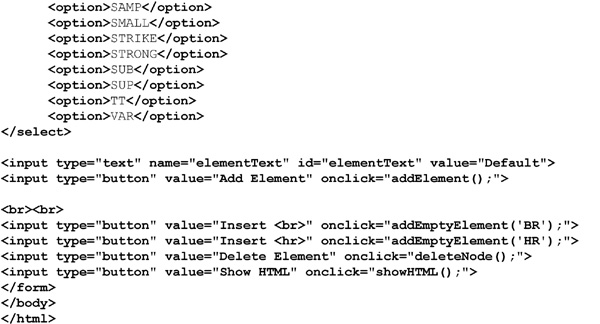 <option>SAMP</option>
<option>SMALL</option>
<option>STRIKE</option>
<option>STRONG</option>
<option>SUB</option>
<option>SUP</option>
<option>TT</option>
<option>VAR</option>
</select>
<input type="text" name="elementText" id="elementText" value="Default">
<input type="button" value="Add Element" onclick="addElement();">
<br><br>
<input type="button" value="Insert <br>" onclick="addEmptyElement('BR');">
<input type="button" value="Insert <hr>" onclick="addEmptyElement('HR');">
<input type="button" value="Delete Element" onclick="deleteNode();">
<input type="button" value="Show HTML" onclick="showHTML();">
</form>
</body>
</html>